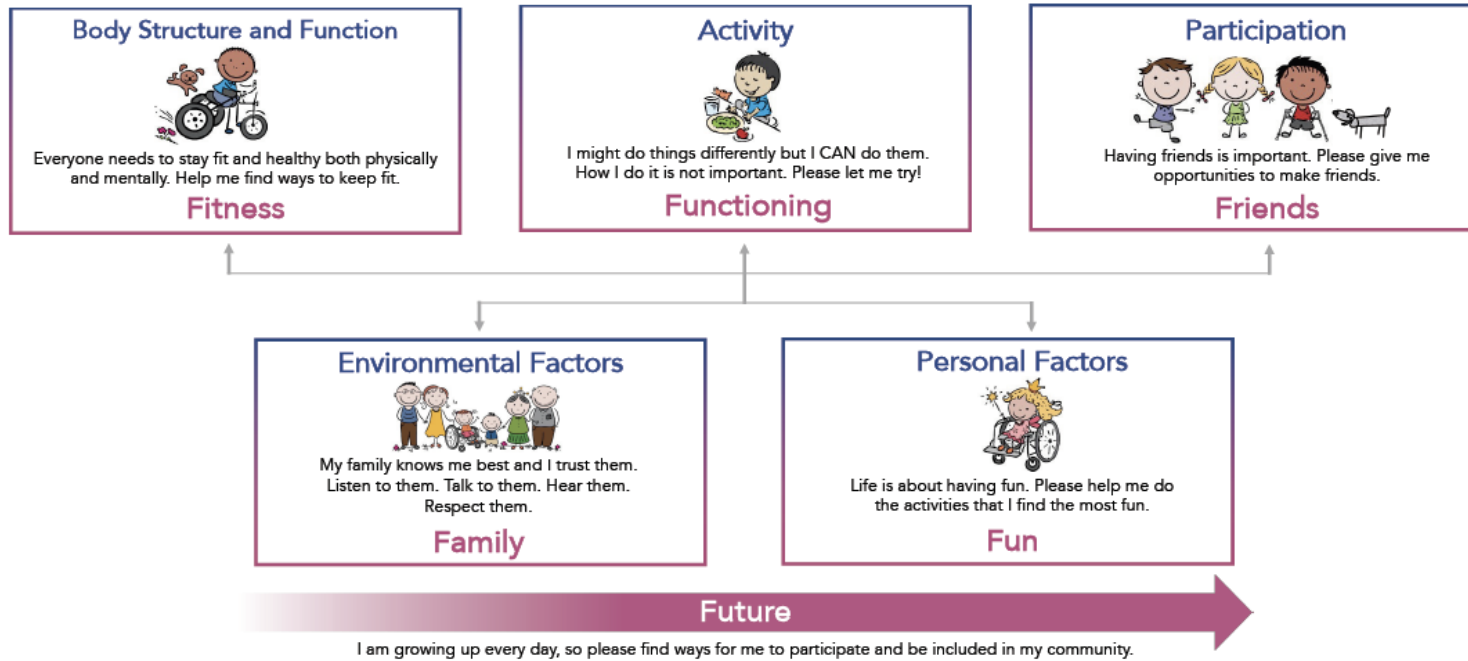 Body Structure and Function
Everyone needs to stay fit and healthy both physically
and mentally. Help me find ways to keep fit.
Fitness
Activity
I might do things differently but I CAN do them.
How I do it is not important. Please let me try!
Functioning
Participation
Having friends is important. Please give me
opportunities to make friends.
Friends
Environmental Factors
My family knows me best and I trust them.
Listen to them. Talk to them. Hear them.
Respect them.
Family
Personal Factors
Life is about having fun. Please help me do
the activities that I find the most fun.
Fun
Future
I am growing up every day, so please find ways for me to participate and be included in my community.